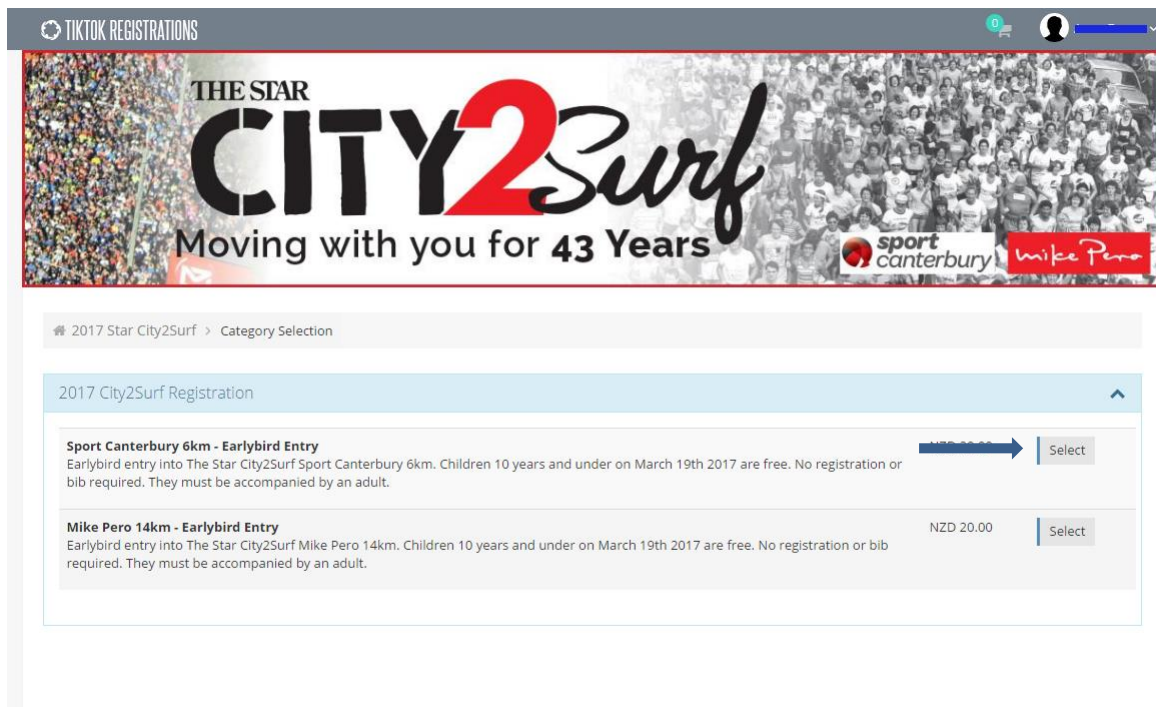 TIKTOK REGISTRATIONS
0
THE STAR
CITY2Surf
Moving with you for 43 Years
sport
canterbury
mike Pero
2017 Star City2Surf > Category Selection
2017 City2Surf Registration
Sport Canterbury 6km - Earlybird Entry
Select
Earlybird entry into The Star City2Surf Sport Canterbury 6km. Children 10 years and under on March 19th 2017 are free. No registration or
bib required. They must be accompanied by an adult.
Mike Pero 14km - Earlybird Entry
NZD 20.00
Select
Earlybird entry into The Star City2Surf Mike Pero 14km. Children 10 years and under on March 19th 2017 are free. No registration or bib
required. They must be accompanied by an adult.